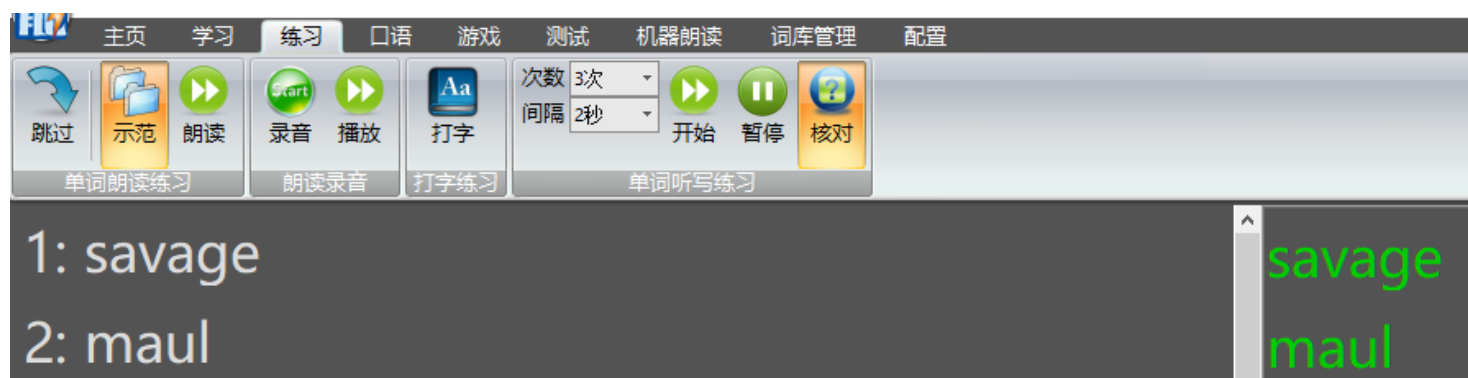 主页 学习 练习 口语 游戏 测试 机器朗读 词库管理 配置
次数 3次
间隔 2秒
Start Aa
跳过 示范 朗读 录音 播放 打字 开始 暂停 核对
单词朗读练习 朗读录音 打字练习 单词听写练习
1: savage
savage
2: maul
maul